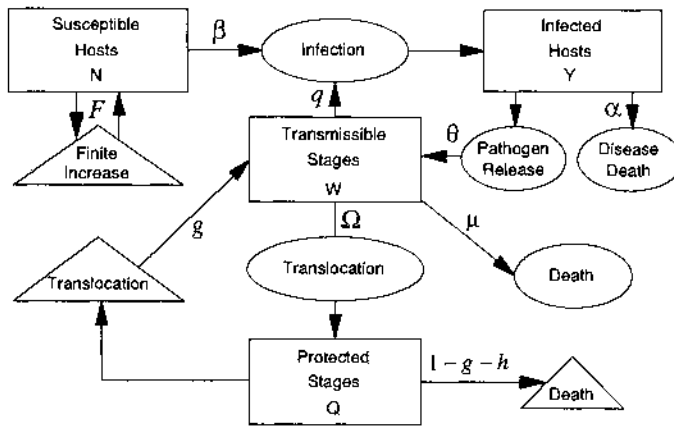 Susceptible
Hosts
N
β
Infection
Infected
Hosts
Y
F
q
α
Finite
Increase
Transmissible
Stages
W
θ
Pathogen
Release
Disease
Death
g
Ω
μ
Translocation
Translocation
Death
Protected
Stages
Q
1 - g - h
Death